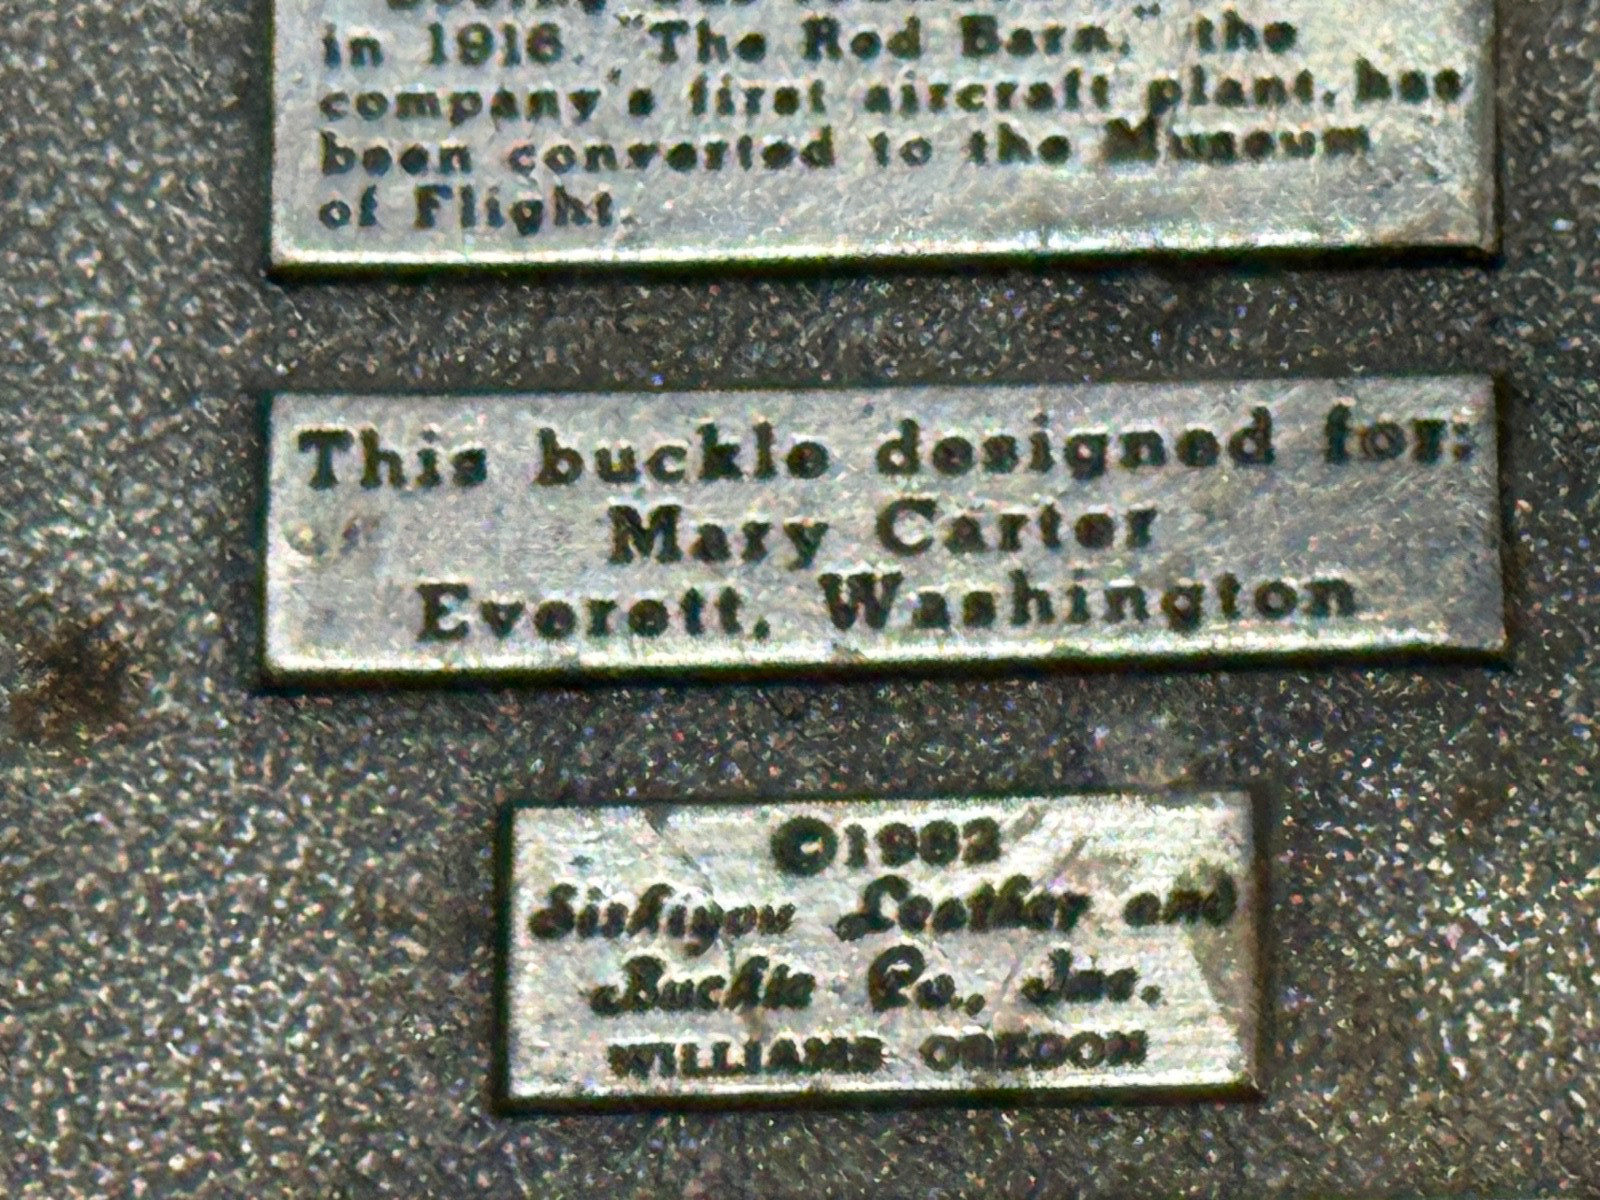 in 1916. "The Red Barn," the
company's first aircraft plant, has
been converted to the Museum
of Flight.
This buckle designed for:
Mary Carter
Everett, Washington
©1982
Siskiyou Leather and
Buckle Co., Inc.
WILLIAMS OREGON